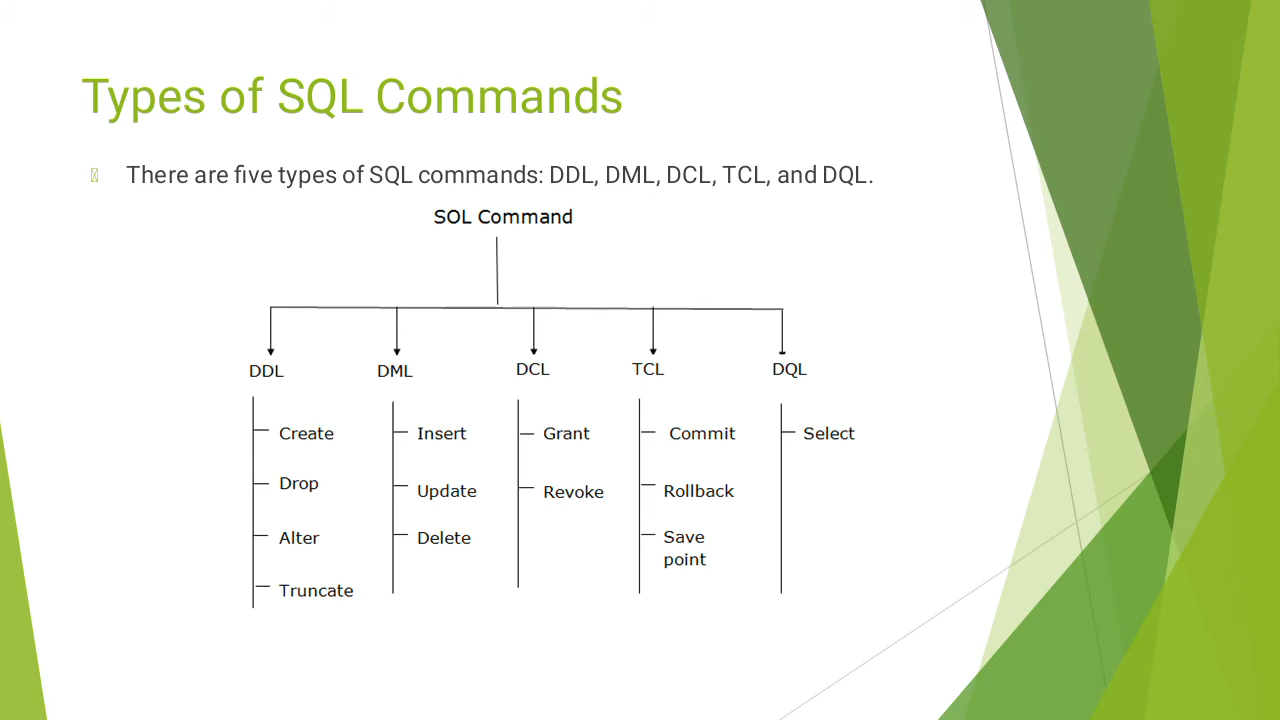 Types of SQL Commands
There are five types of SQL commands: DDL, DML, DCL, TCL, and DQL.
SOL Command
DDL DML DCL TCL DQL
Create Insert Grant Commit Select
Drop Update Revoke Rollback
Alter Delete Save
point
Truncate